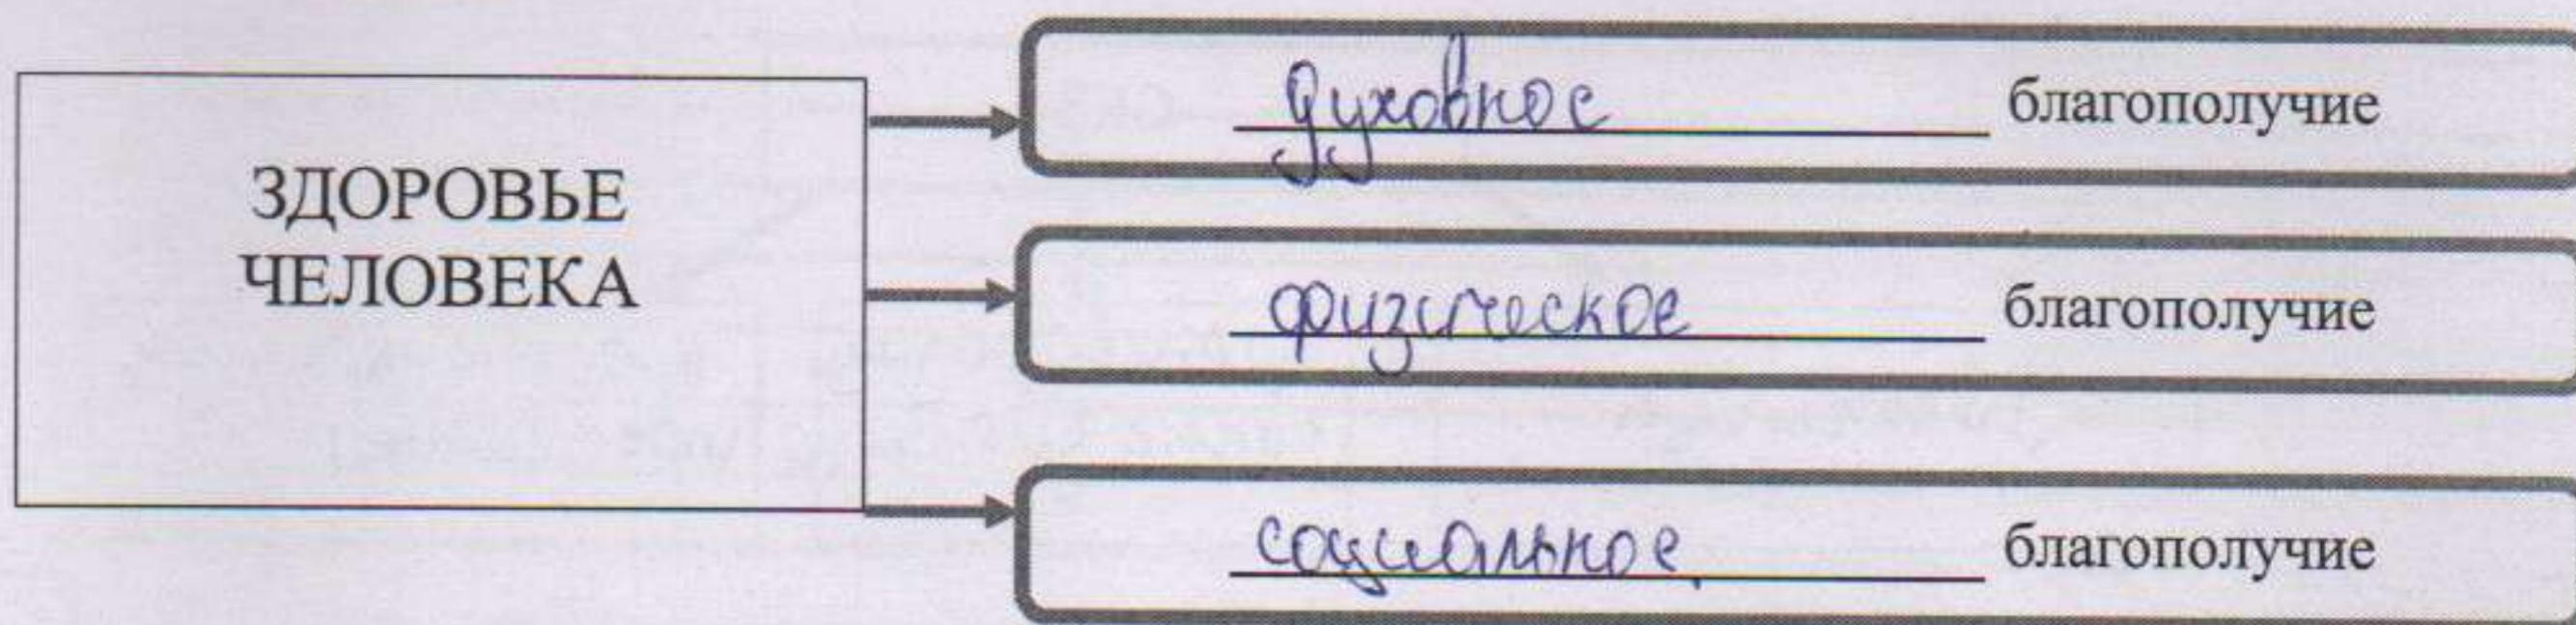 ЗДОРОВЬЕ
ЧЕЛОВЕКА
духовное благополучие
физическое благополучие
социальное благополучие